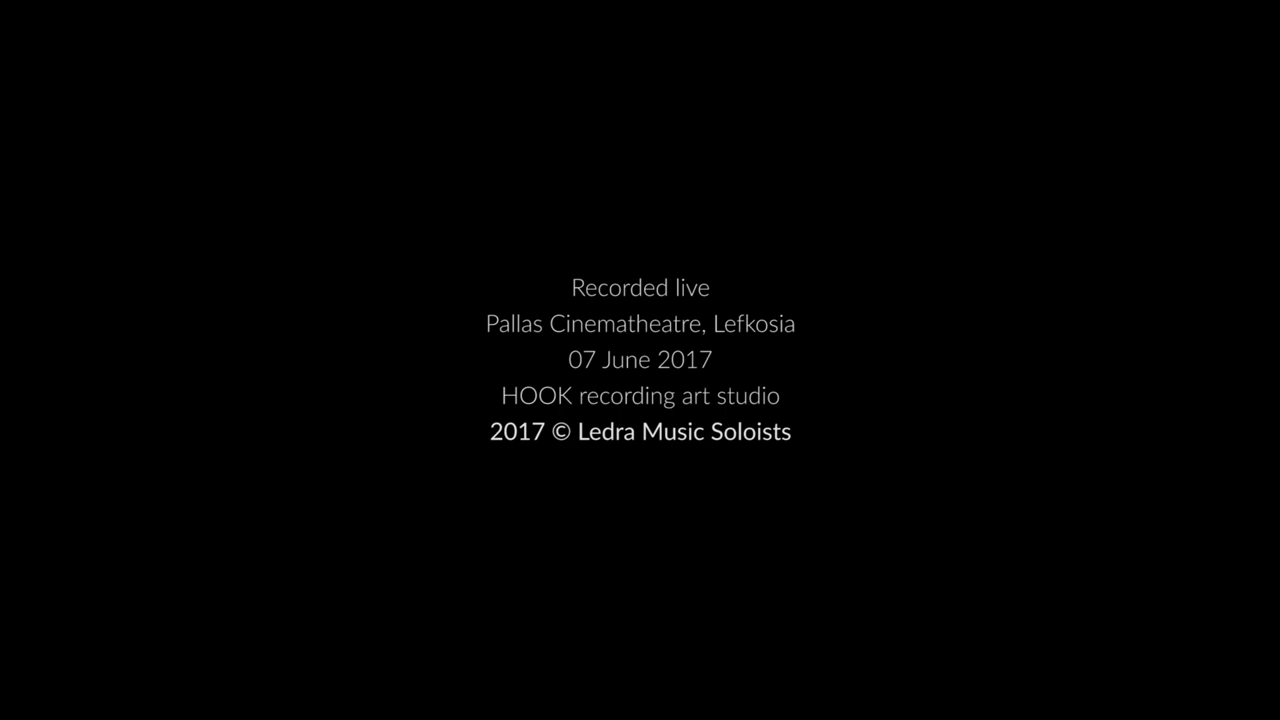 Recorded live
Pallas Cinematheatre, Lefkosia
07 June 2017
HOOK recording art studio
2017 © Ledra Music Soloists